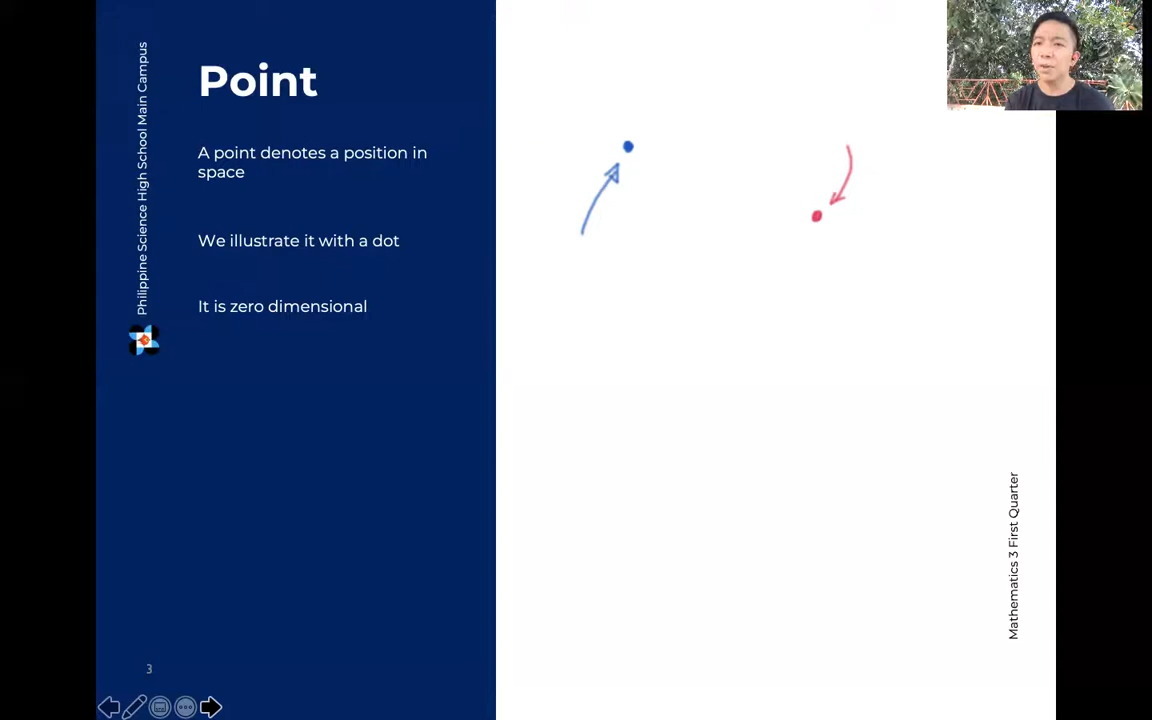 Philippine Science High School Main Campus
Point
A point denotes a position in
space
We illustrate it with a dot
It is zero dimensional
Mathematics 3 First Quarter
3